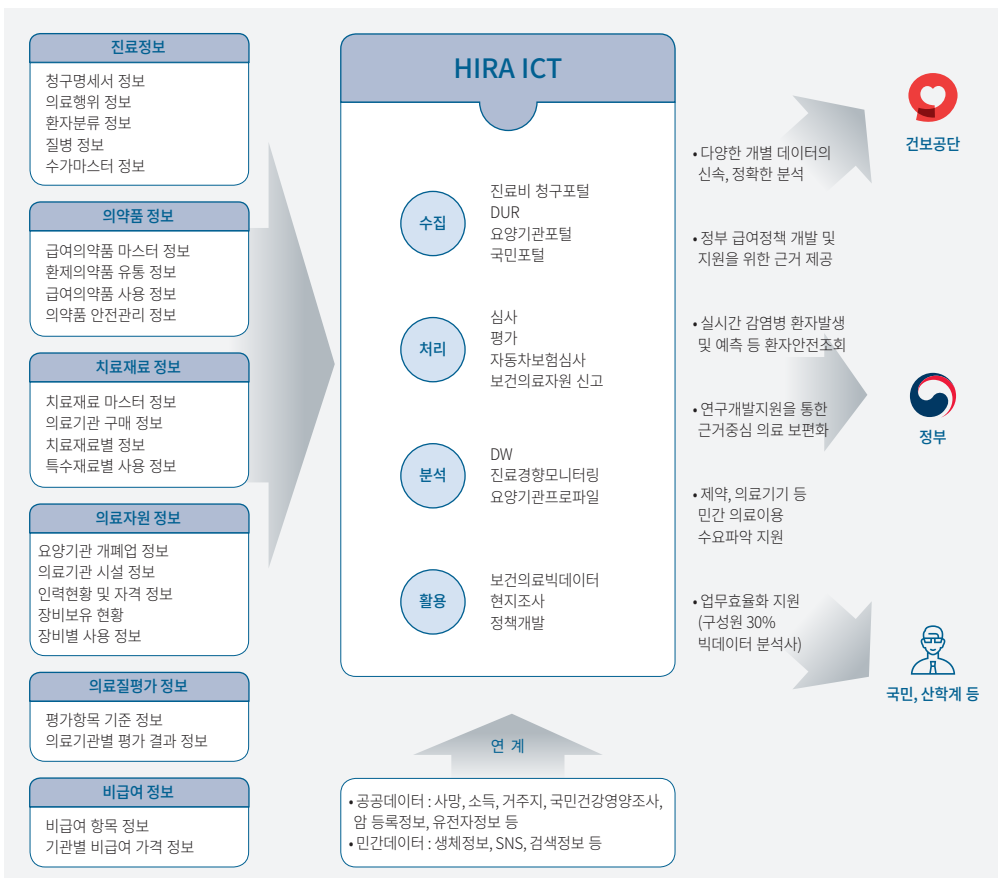 진료정보
청구명세서 정보
의료행위 정보
환자분류 정보
질병 정보
수가마스터 정보
의약품 정보
급여의약품 마스터 정보
환제의약품 유통 정보
급여의약품 사용 정보
의약품 안전관리 정보
치료재료 정보
치료재료 마스터 정보
의료기관 구매 정보
치료재료별 정보
특수재료별 사용 정보
의료자원 정보
요양기관 개폐업 정보
의료기관 시설 정보
인력현황 및 자격 정보
장비보유 현황
장비별 사용 정보
의료질평가 정보
평가항목 기준 정보
의료기관별 평가 결과 정보
비급여 정보
비급여 항목 정보
기관별 비급여 가격 정보
HIRA ICT
수집
진료비 청구포털
DUR
요양기관포털
국민포털
처리
심사
평가
자동차보험심사
보건의료자원 신고
분석
DW
진료경향모니터링
요양기관프로파일
활용
보건의료빅데이터
현지조사
정책개발
연 계
• 공공데이터 : 사망, 소득, 거주지, 국민건강영양조사,
암 등록정보, 유전자정보 등
• 민간데이터 : 생체정보, SNS, 검색정보 등
• 다양한 개별 데이터의
신속, 정확한 분석
• 정부 급여정책 개발 및
지원을 위한 근거 제공
• 실시간 감염병 환자발생
및 예측 등 환자안전조회
• 연구개발지원을 통한
근거중심 의료 보편화
• 제약, 의료기기 등
민간 의료이용
수요파악 지원
• 업무효율화 지원
(구성원 30%
빅데이터 분석사)
건보공단
정부
국민, 산학계 등